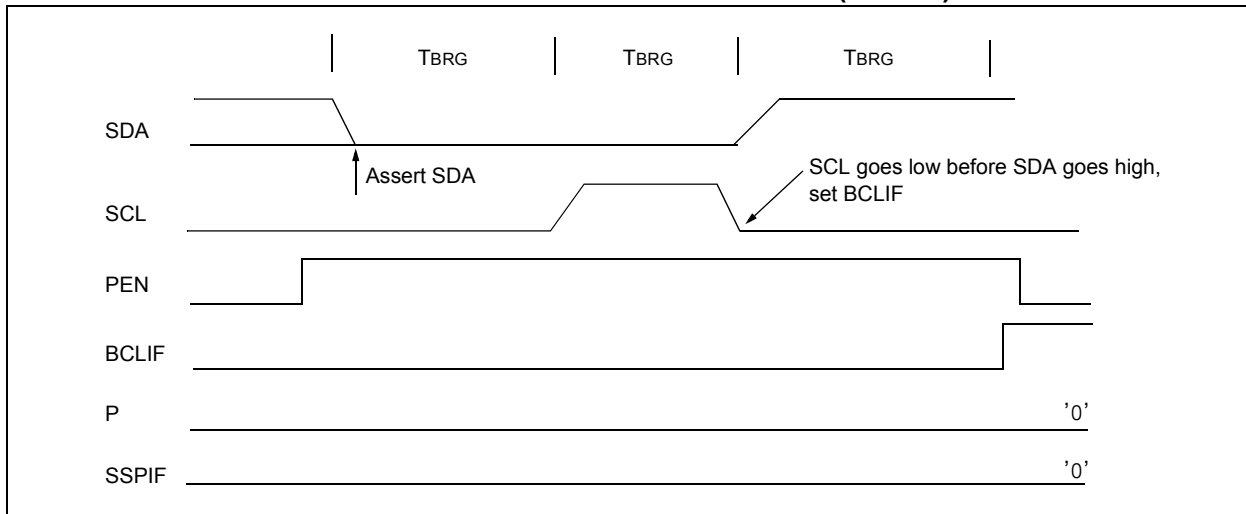 TBRG TBRG TBRG
SDA
Assert SDA
SCL goes low before SDA goes high,
set BCLIF
SCL
PEN
BCLIF
P '0'
SSPIF '0'